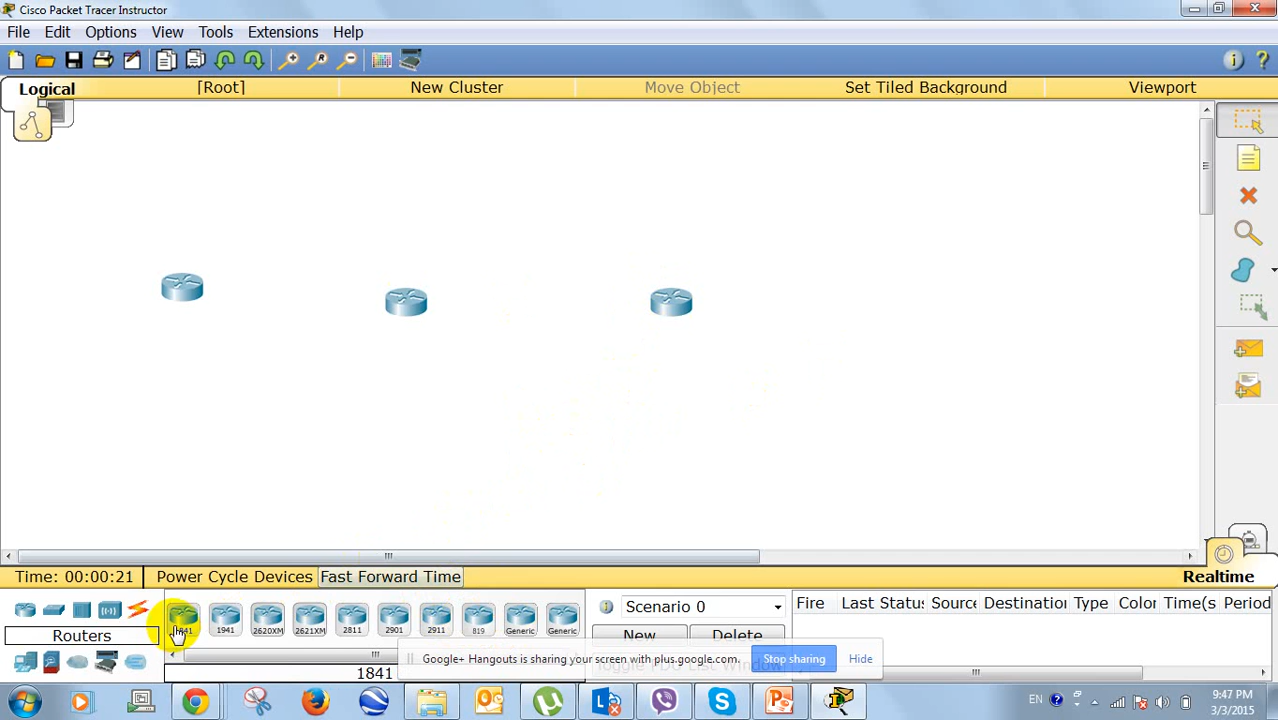 Cisco Packet Tracer Instructor
File Edit Options View Tools Extensions Help
Logical [Root] New Cluster Move Object Set Tiled Background Viewport
Time: 00:00:21 Power Cycle Devices Fast Forward Time Realtime
Scenario 0 Fire Last Status Source Destination Type Color Time(s Period
1941 2620XM 2621XM 2811 2901 2911 819 Generic Generic
Routers New Delete
Google+ Hangouts is sharing your screen with plus.google.com. Stop sharing Hide
1841
EN 9:47 PM
3/3/2015